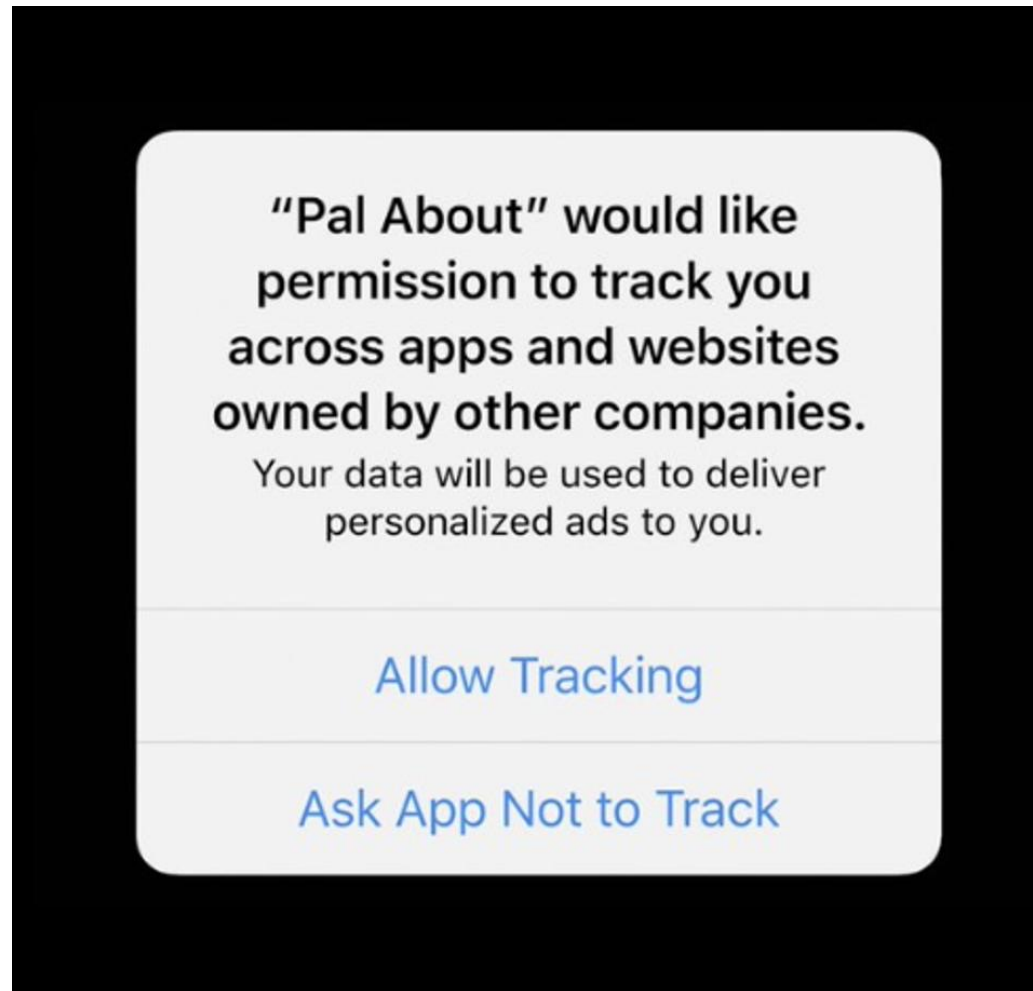 “Pal About” would like
permission to track you
across apps and websites
owned by other companies.
Your data will be used to deliver
personalized ads to you.
Allow Tracking
Ask App Not to Track